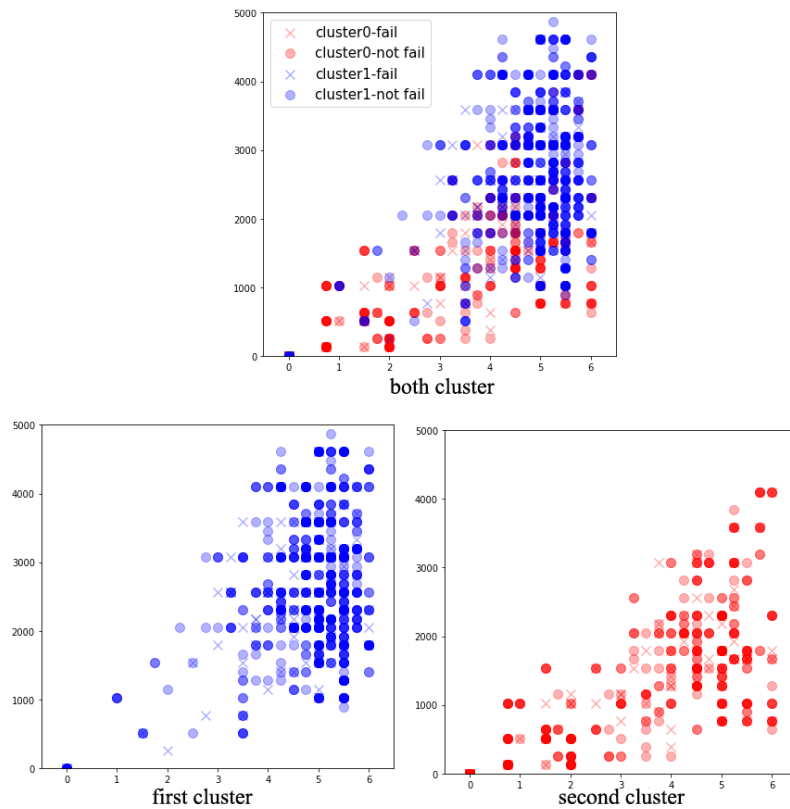 5000
cluster0-fail
cluster0-not fail
cluster1-fail
cluster1-not fail
4000
3000
2000
1000
0
0 1 2 3 4 5 6
both cluster
5000
4000
3000
2000
1000
0
0 1 2 3 4 5 6
first cluster
5000
4000
3000
2000
1000
0
0 1 2 3 4 5 6
second cluster